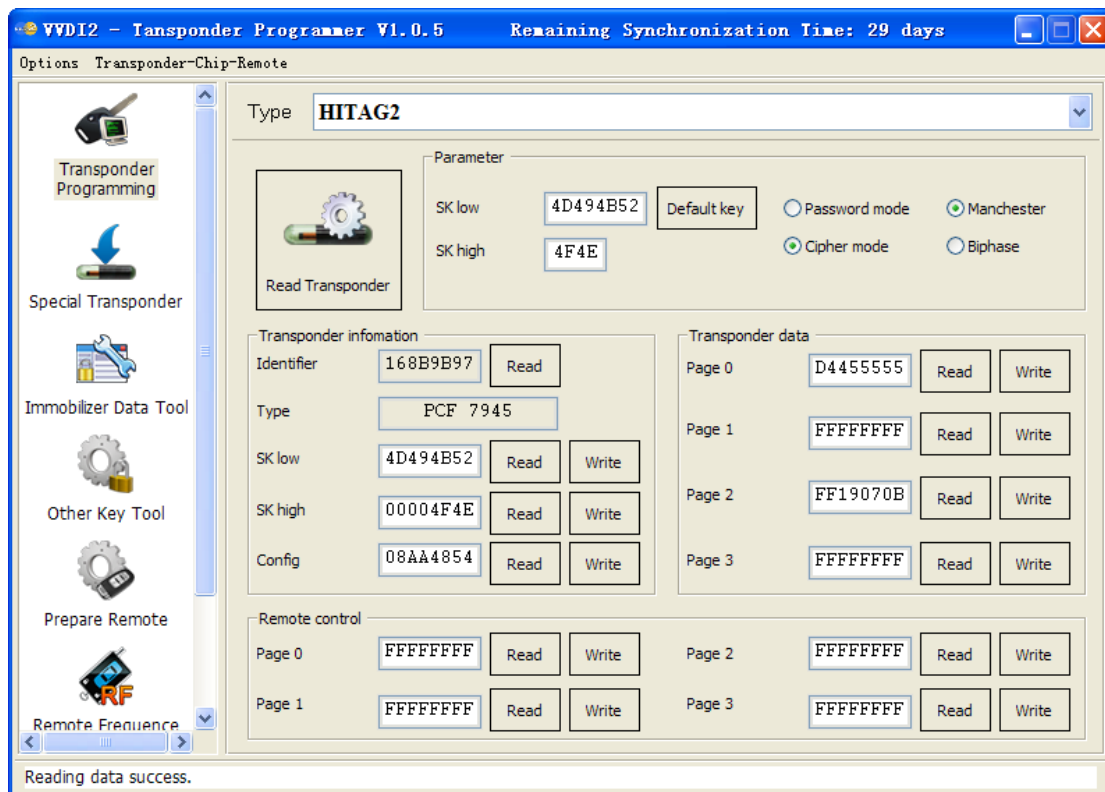 VVDI2 - Tansponder Programmer V1.0.5 Remaining Synchronization Time: 29 days
Options Transponder-Chip-Remote
Transponder
Programming
Special Transponder
Immobilizer Data Tool
Other Key Tool
Prepare Remote
RF
Remote Frequence
Type HITAG2
Read Transponder
Parameter
SK low 4D494B52 Default key Password mode Manchester
SK high 4F4E Cipher mode Biphase
Transponder infomation
Identifier 168B9B97 Read
Type PCF 7945
SK low 4D494B52 Read Write
SK high 00004F4E Read Write
Config 08AA4854 Read Write
Transponder data
Page 0 D4455555 Read Write
Page 1 FFFFFFFF Read Write
Page 2 FF19070B Read Write
Page 3 FFFFFFFF Read Write
Remote control
Page 0 FFFFFFFF Read Write Page 2 FFFFFFFF Read Write
Page 1 FFFFFFFF Read Write Page 3 FFFFFFFF Read Write
Reading data success.